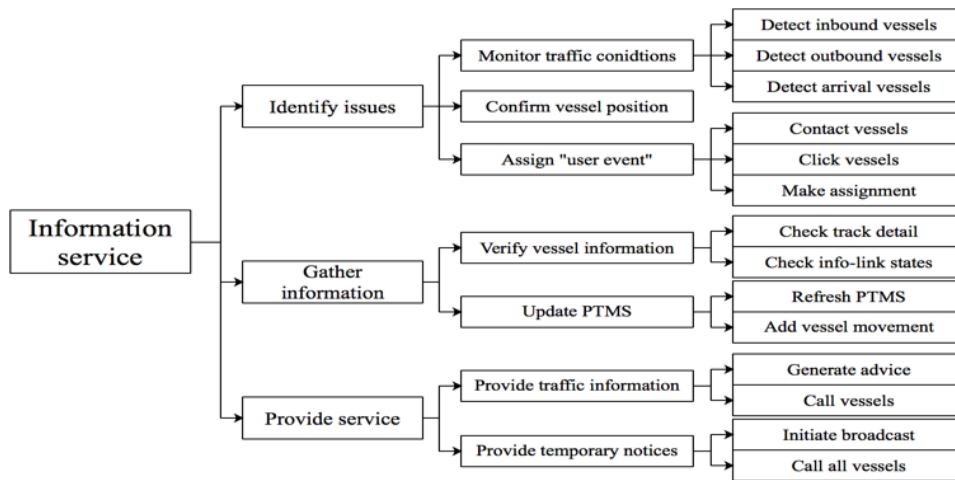 Information
service
Identify issues
Monitor traffic conidtions
Detect inbound vessels
Detect outbound vessels
Detect arrival vessels
Confirm vessel position
Assign "user event"
Contact vessels
Click vessels
Make assignment
Gather
information
Verify vessel information
Check track detail
Check info-link states
Update PTMS
Refresh PTMS
Add vessel movement
Provide service
Provide traffic information
Generate advice
Call vessels
Provide temporary notices
Initiate broadcast
Call all vessels